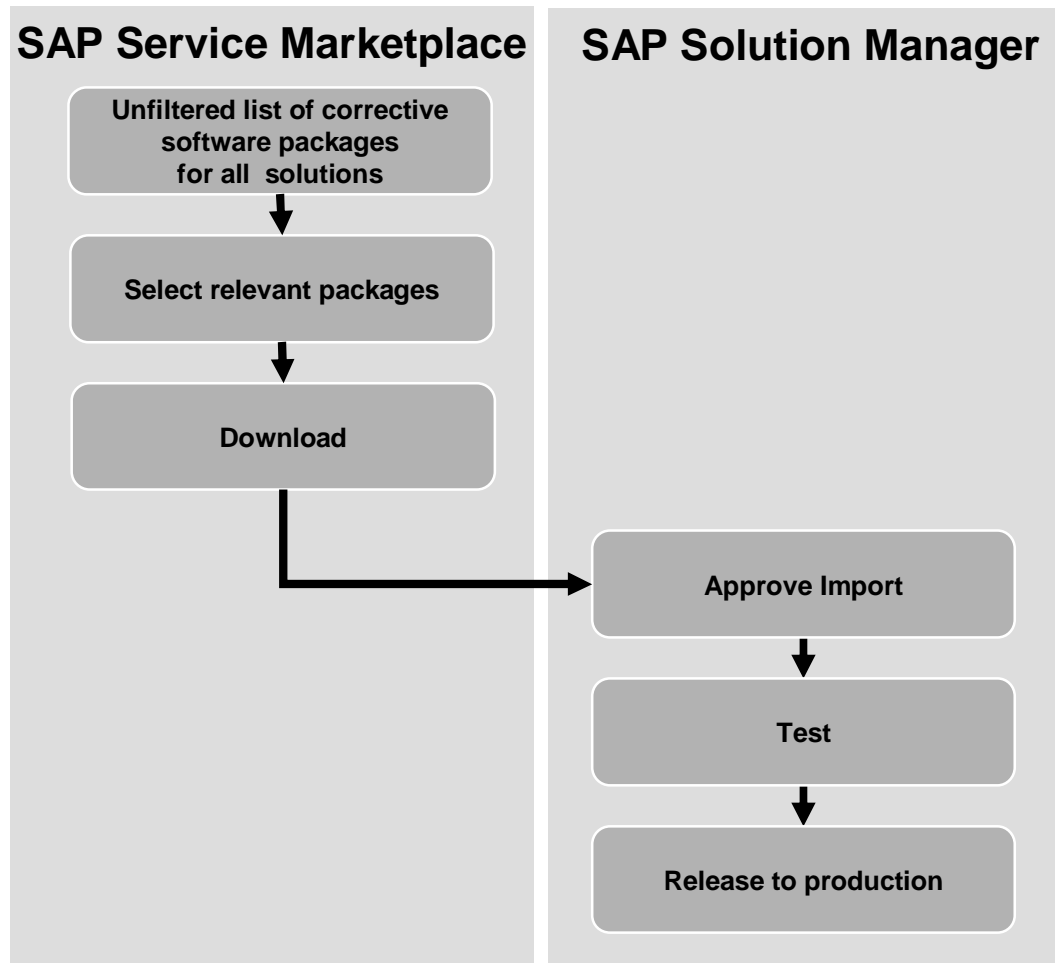 SAP Service Marketplace
Unfiltered list of corrective
software packages
for all solutions
Select relevant packages
Download
SAP Solution Manager
Approve Import
Test
Release to production